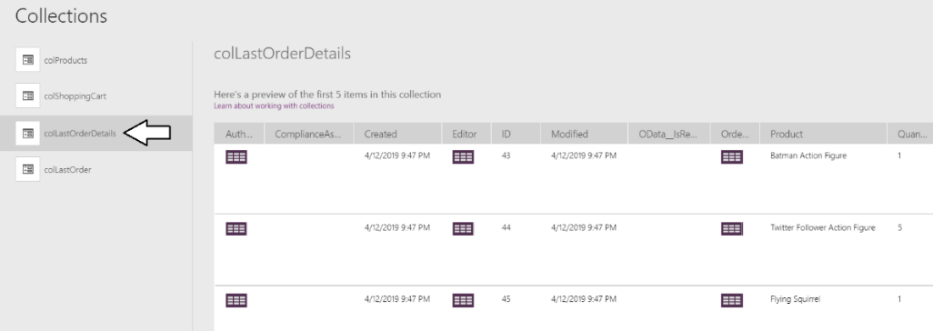 Collections
colProducts
colShoppingCart
colLastOrderDetails
colLastOrder
colLastOrderDetails
Here's a preview of the first 5 items in this collection
Learn about working with collections
Auth... ComplianceAs... Created Editor ID Modified OData__IsRe... Orde... Product Quan...
4/12/2019 9:47 PM 43 4/12/2019 9:47 PM Batman Action Figure 1
4/12/2019 9:47 PM 44 4/12/2019 9:47 PM Twitter Follower Action Figure 5
4/12/2019 9:47 PM 45 4/12/2019 9:47 PM Flying Squirrel 1